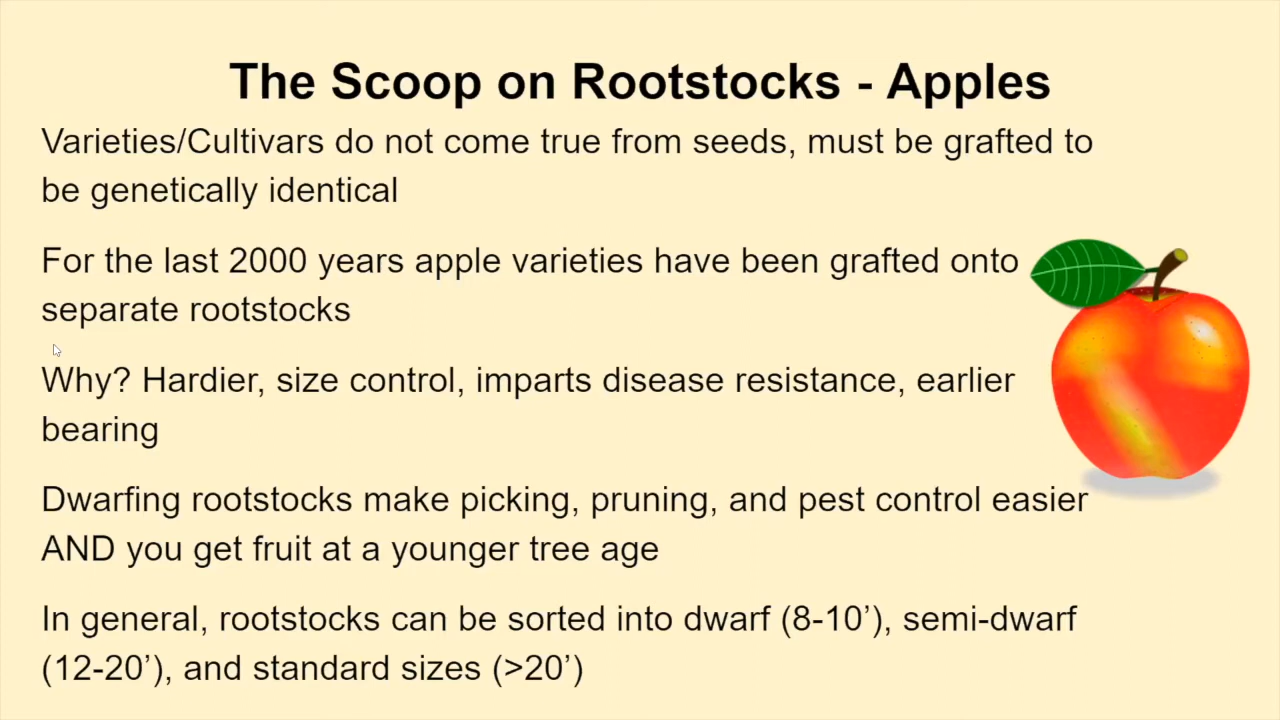 The Scoop on Rootstocks - Apples
Varieties/Cultivars do not come true from seeds, must be grafted to
be genetically identical
For the last 2000 years apple varieties have been grafted onto
separate rootstocks
Why? Hardier, size control, imparts disease resistance, earlier
bearing
Dwarfing rootstocks make picking, pruning, and pest control easier
AND you get fruit at a younger tree age
In general, rootstocks can be sorted into dwarf (8-10’), semi-dwarf
(12-20’), and standard sizes (>20’)